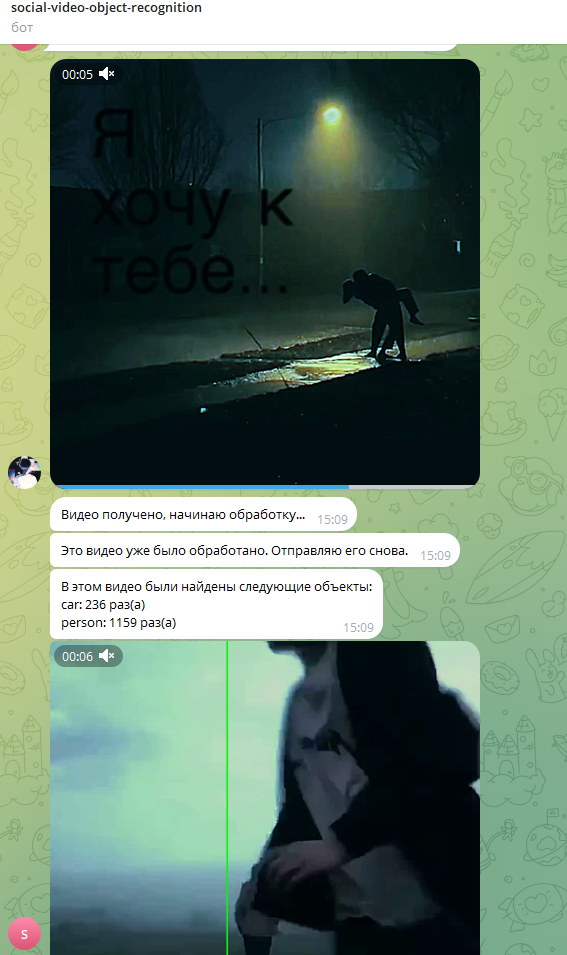 social-video-object-recognition
бот
00:05
Я
хочу к
тебе...
Видео получено, начинаю обработку... 15:09
Это видео уже было обработано. Отправляю его снова. 15:09
В этом видео были найдены следующие объекты:
car: 236 раз(а)
person: 1159 раз(а) 15:09
00:06
S